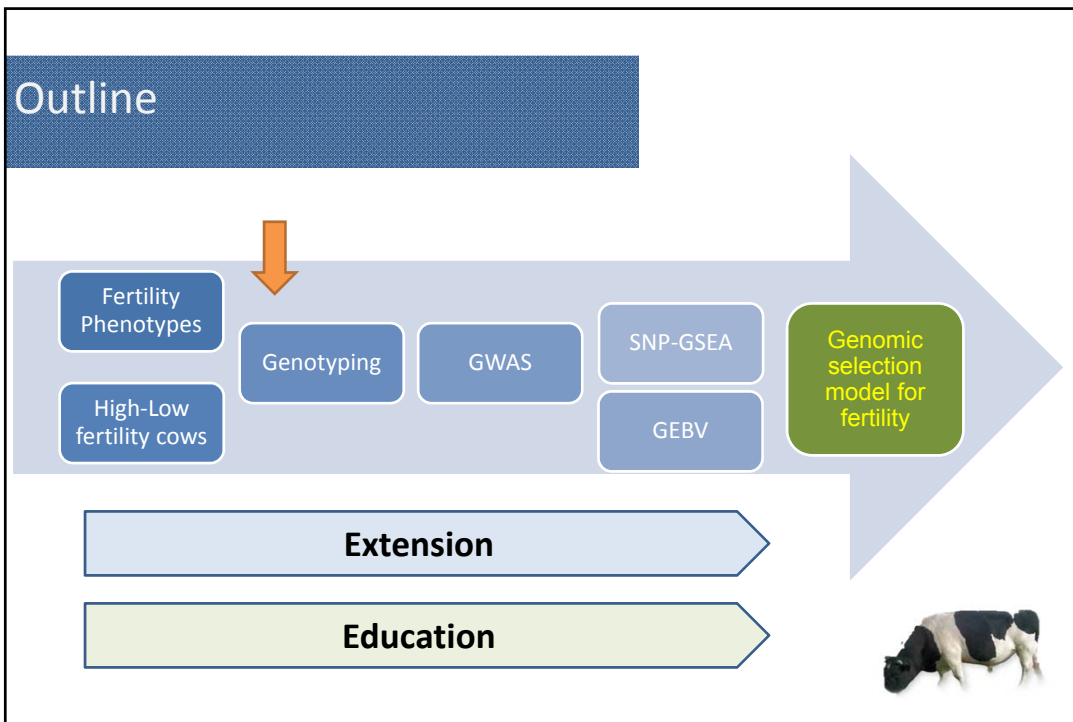 Outline
Fertility
Phenotypes
High-Low
fertility cows
Genotyping
GWAS
SNP-GSEA
GEBV
Genomic
selection
model for
fertility
Extension
Education